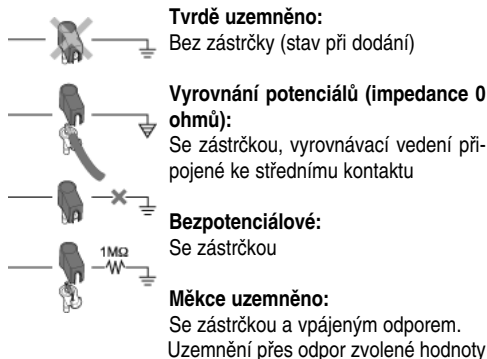 Tvrdě uzemněno:
Bez zástrčky (stav při dodání)
Vyrovnání potenciálů (impedance 0
ohmů):
Se zástrčkou, vyrovnávací vedení při-
pojené ke střednímu kontaktu
Bezpotenciálové:
Se zástrčkou
1MΩ
Měkce uzemněno:
Se zástrčkou a vpájeným odporem.
Uzemnění přes odpor zvolené hodnoty